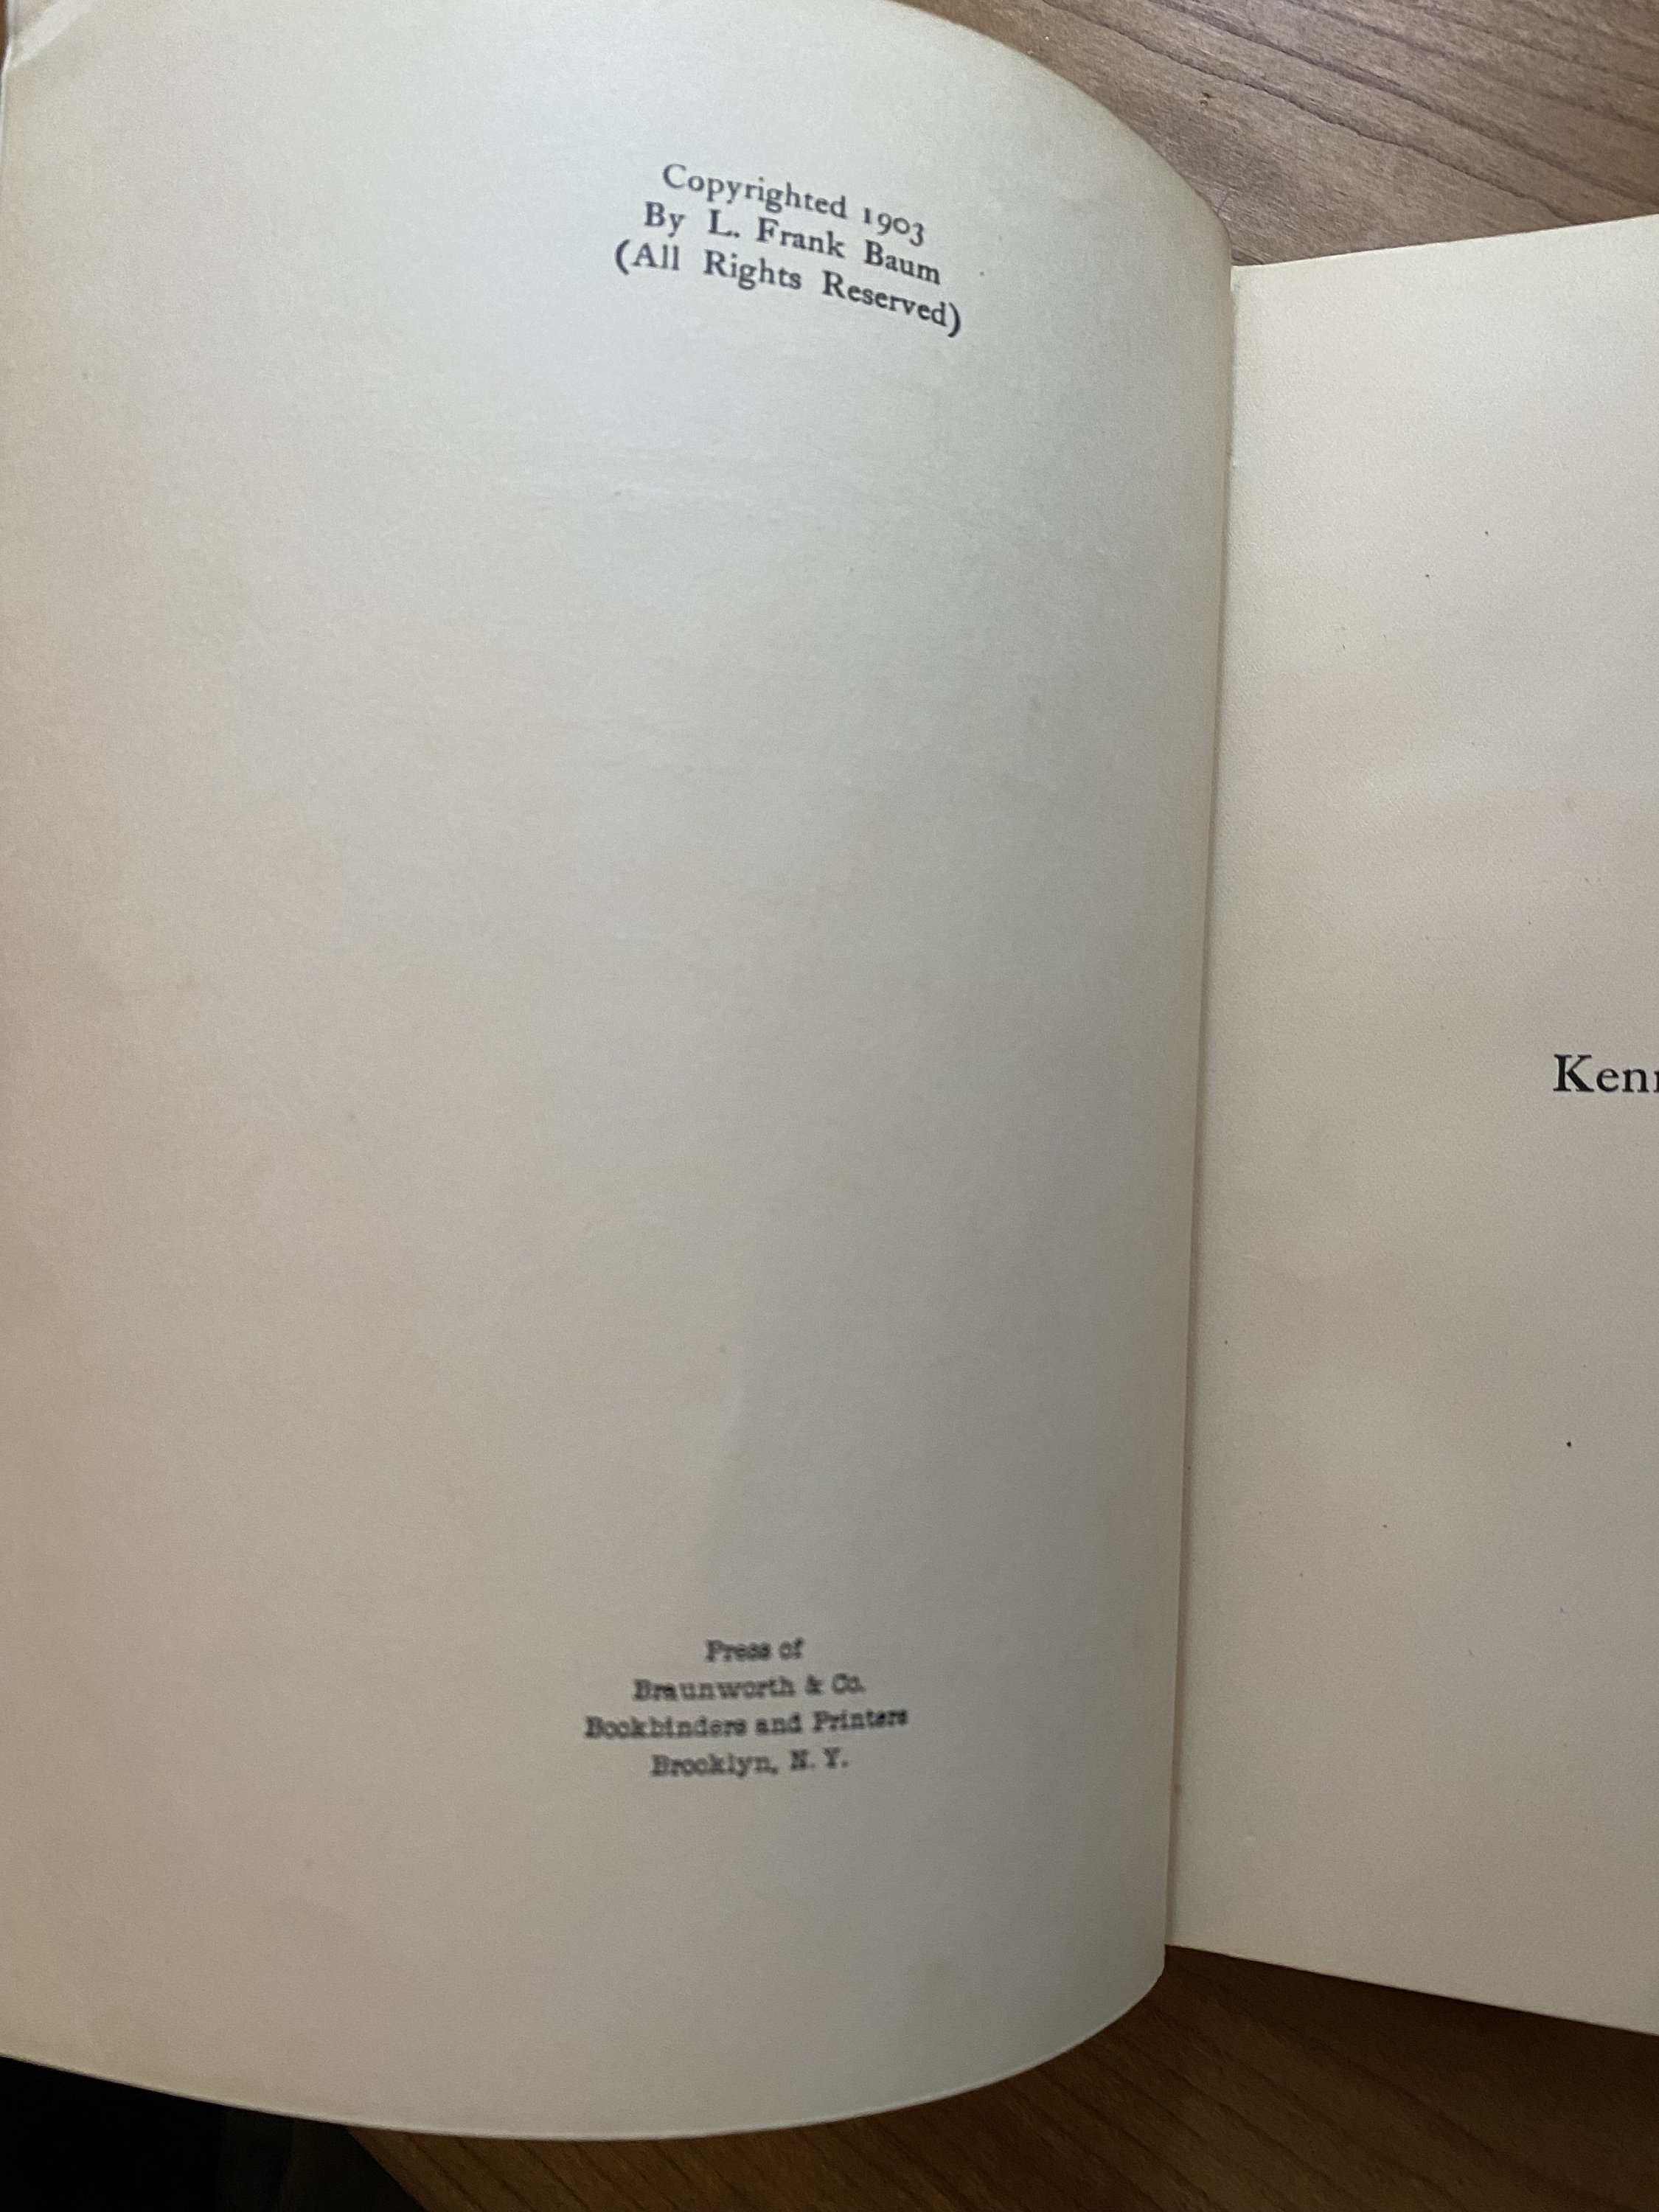 Copyrighted 1903
By L. Frank Baum
(All Rights Reserved)
Press of
Braunworth & Co.
Bookbinders and Printers
Brooklyn, N. Y.